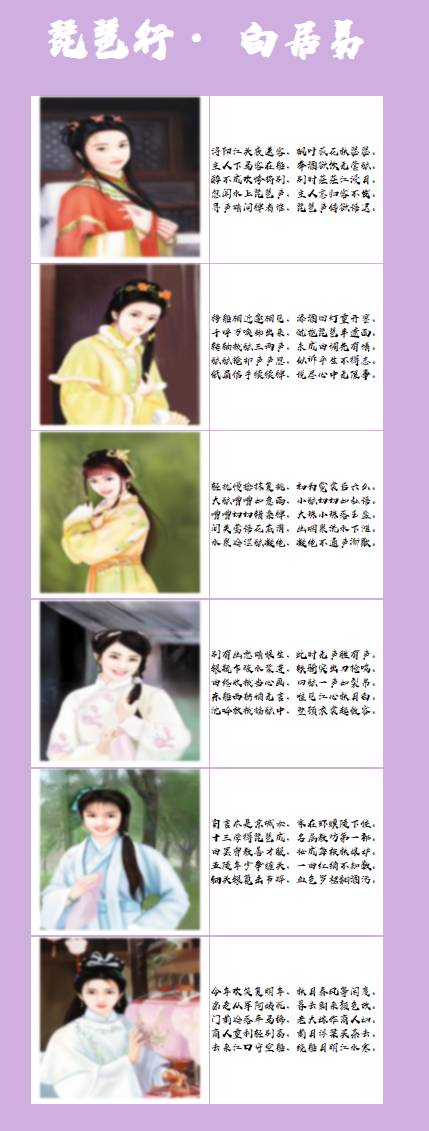 琵琶行· 白居易
浔阳江头夜送客，枫叶荻花秋瑟瑟。
主人下马客在船，举酒欲饮无管弦。
醉不成欢惨将别，别时茫茫江浸月。
忽闻水上琵琶声，主人忘归客不发。
寻声暗问弹者谁，琵琶声停欲语迟。
移船相近邀相见，添酒回灯重开宴。
千呼万唤始出来，犹抱琵琶半遮面。
转轴拨弦三两声，未成曲调先有情。
弦弦掩抑声声思，似诉平生不得志。
低眉信手续续弹，说尽心中无限事。
轻拢慢捻抹复挑，初为霓裳后六幺。
大弦嘈嘈如急雨，小弦切切如私语。
嘈嘈切切错杂弹，大珠小珠落玉盘。
间关莺语花底滑，幽咽泉流水下滩。
水泉冷涩弦凝绝，凝绝不通声渐歇。
别有幽愁暗恨生，此时无声胜有声。
银瓶乍破水浆迸，铁骑突出刀枪鸣。
曲终收拨当心画，四弦一声如裂帛。
东船西舫悄无言，唯见江心秋月白。
沉吟放拨插弦中，整顿衣裳起敛容。
自言本是京城女，家在虾蟆陵下住。
十三学得琵琶成，名属教坊第一部。
曲罢曾教善才服，妆成每被秋娘妒。
五陵年少争缠头，一曲红绡不知数。
钿头银篦击节碎，血色罗裙翻酒污。
今年欢笑复明年，秋月春风等闲度。
弟走从军阿姨死，暮去朝来颜色故。
门前冷落车马稀，老大嫁作商人妇。
商人重利轻别离，前月浮梁买茶去。
去来江口守空船，绕船月明江水寒。